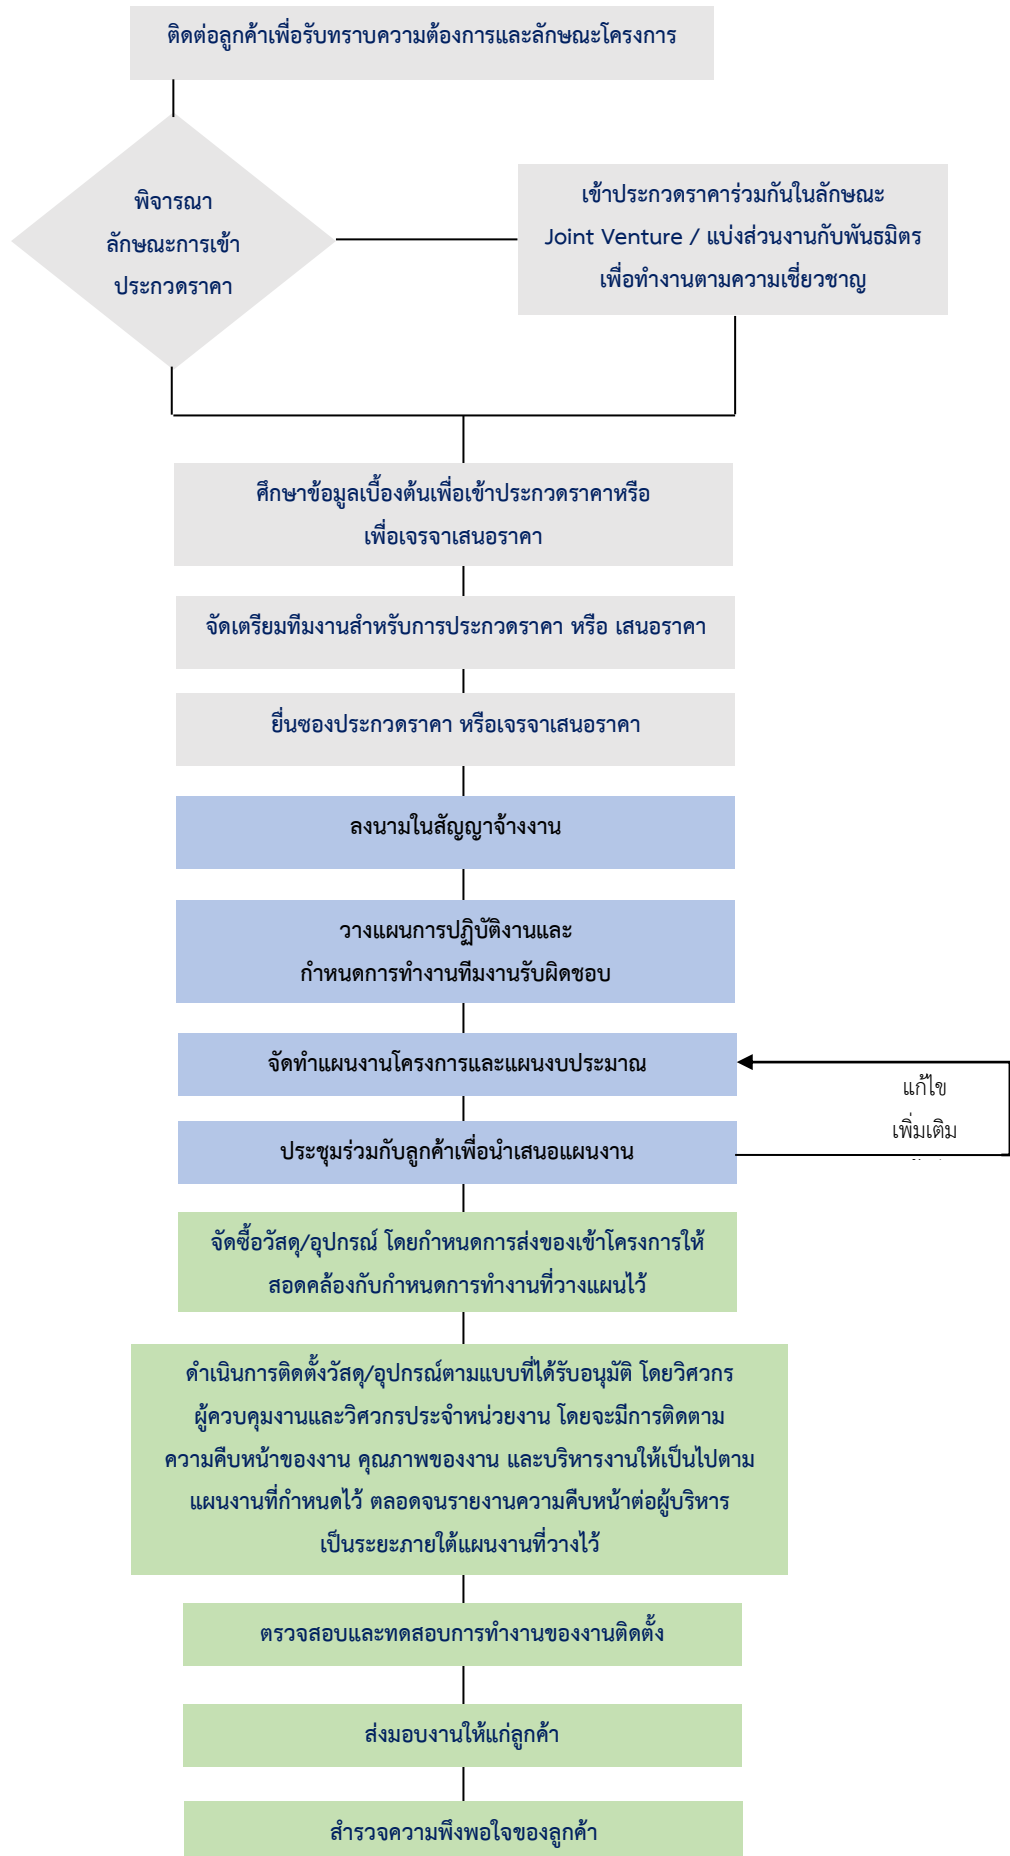 ติดต่อลูกค้าเพื่อรับทราบความต้องการและลักษณะโครงการ
พิจารณา
ลักษณะการเข้า
ประกวดราคา
เข้าประกวดราคาร่วมกันในลักษณะ
Joint Venture / แบ่งส่วนงานกับพันธมิตร
เพื่อทำงานตามความเชี่ยวชาญ
ศึกษาข้อมูลเบื้องต้นเพื่อเข้าประกวดราคาหรือ
เพื่อเจรจาเสนอราคา
จัดเตรียมทีมงานสำหรับการประกวดราคา หรือ เสนอราคา
ยื่นซองประกวดราคา หรือเจรจาเสนอราคา
ลงนามในสัญญาจ้างงาน
วางแผนการปฏิบัติงานและ
กำหนดการทำงานทีมงานรับผิดชอบ
จัดทำแผนงานโครงการและแผนงบประมาณ
แก้ไข
เพิ่มเติม
ประชุมร่วมกับลูกค้าเพื่อนำเสนอแผนงาน
จัดซื้อวัสดุ/อุปกรณ์ โดยกำหนดการส่งของเข้าโครงการให้
สอดคล้องกับกำหนดการทำงานที่วางแผนไว้
ดำเนินการติดตั้งวัสดุ/อุปกรณ์ตามแบบที่ได้รับอนุมัติ โดยวิศวกร
ผู้ควบคุมงานและวิศวกรประจำหน่วยงาน โดยจะมีการติดตาม
ความคืบหน้าของงาน คุณภาพของงาน และบริหารงานให้เป็นไปตาม
แผนงานที่กำหนดไว้ ตลอดจนรายงานความคืบหน้าต่อผู้บริหาร
เป็นระยะภายใต้แผนงานที่วางไว้
ตรวจสอบและทดสอบการทำงานของงานติดตั้ง
ส่งมอบงานให้แก่ลูกค้า
สำรวจความพึงพอใจของลูกค้า